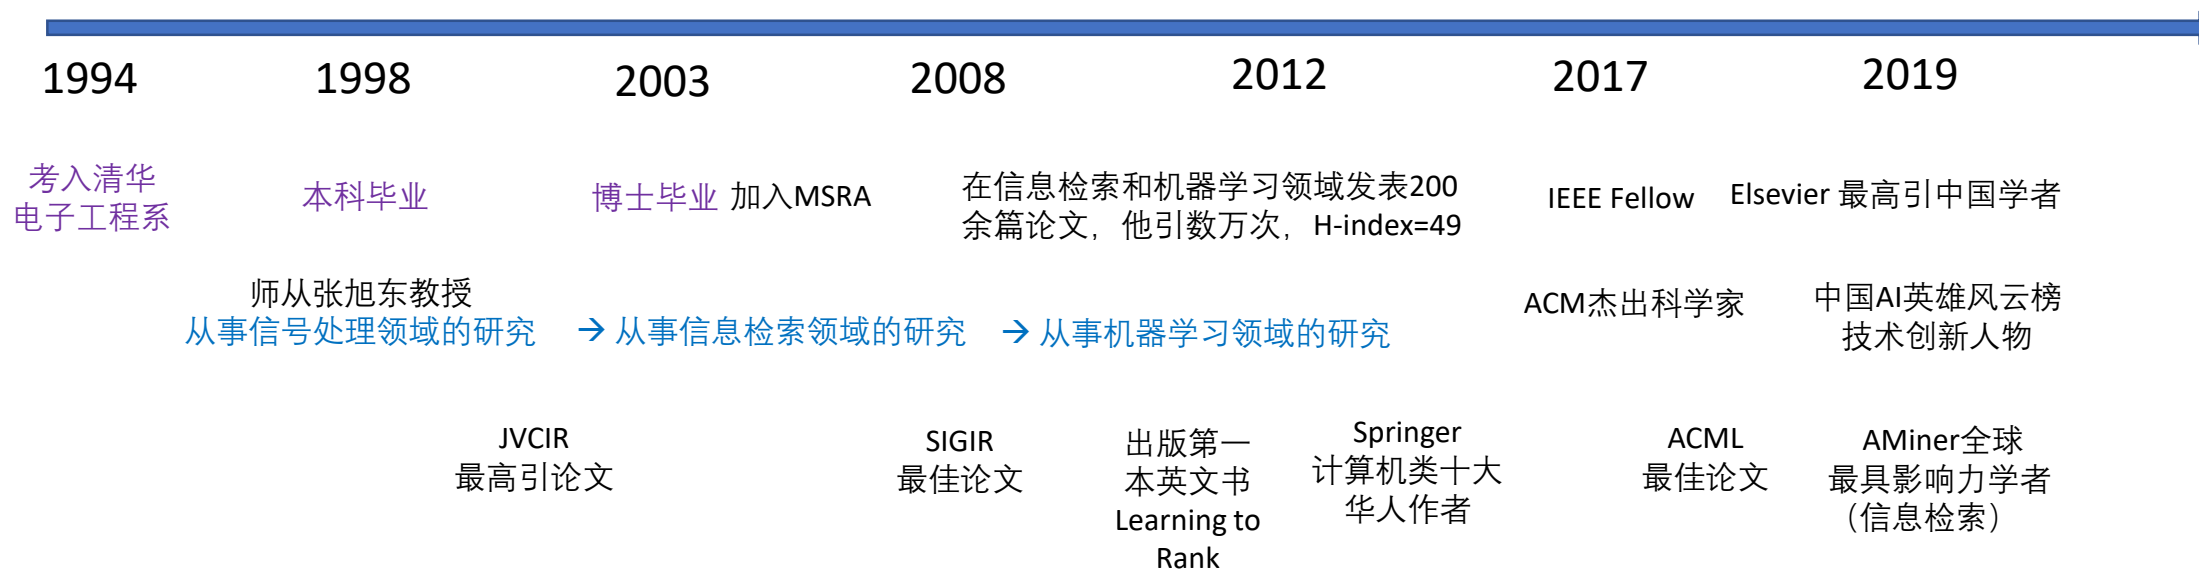 1994
1998
2003
2008
2012
2017
2019
考入清华
电子工程系
本科毕业
博士毕业 加入MSRA
在信息检索和机器学习领域发表200
余篇论文，他引数万次，H-index=49
IEEE Fellow
Elsevier 最高引中国学者
师从张旭东教授
从事信号处理领域的研究
→从事信息检索领域的研究
→从事机器学习领域的研究
ACM杰出科学家
中国AI英雄风云榜
技术创新人物
JVCIR
最高引论文
SIGIR
最佳论文
出版第一
本英文书
Learning to
Rank
Springer
计算机类十大
华人作者
ACML
最佳论文
AMiner全球
最具影响力学者
（信息检索）